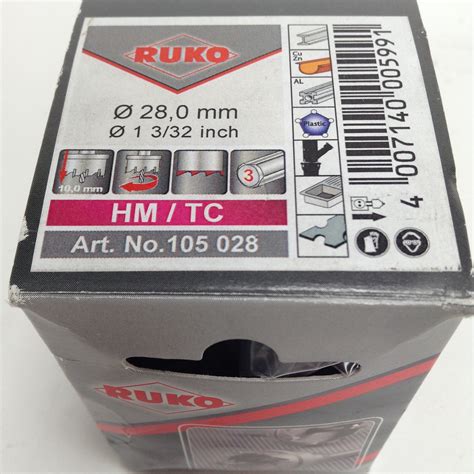 RUKO
Ø 28,0 mm
Ø 1 3/32 inch
10,0 mm
3
HM / TC
Art. No.105 028
Cu
Zn
AL
Plastic
4 007140 005991
RUKO